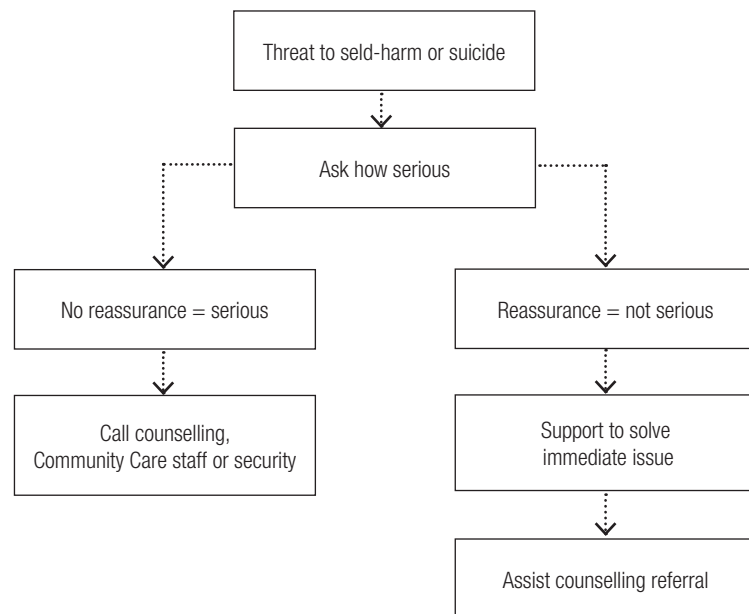 Threat to seld-harm or suicide
Ask how serious
No reassurance = serious
Reassurance = not serious
Call counselling,
Community Care staff or security
Support to solve
immediate issue
Assist counselling referral